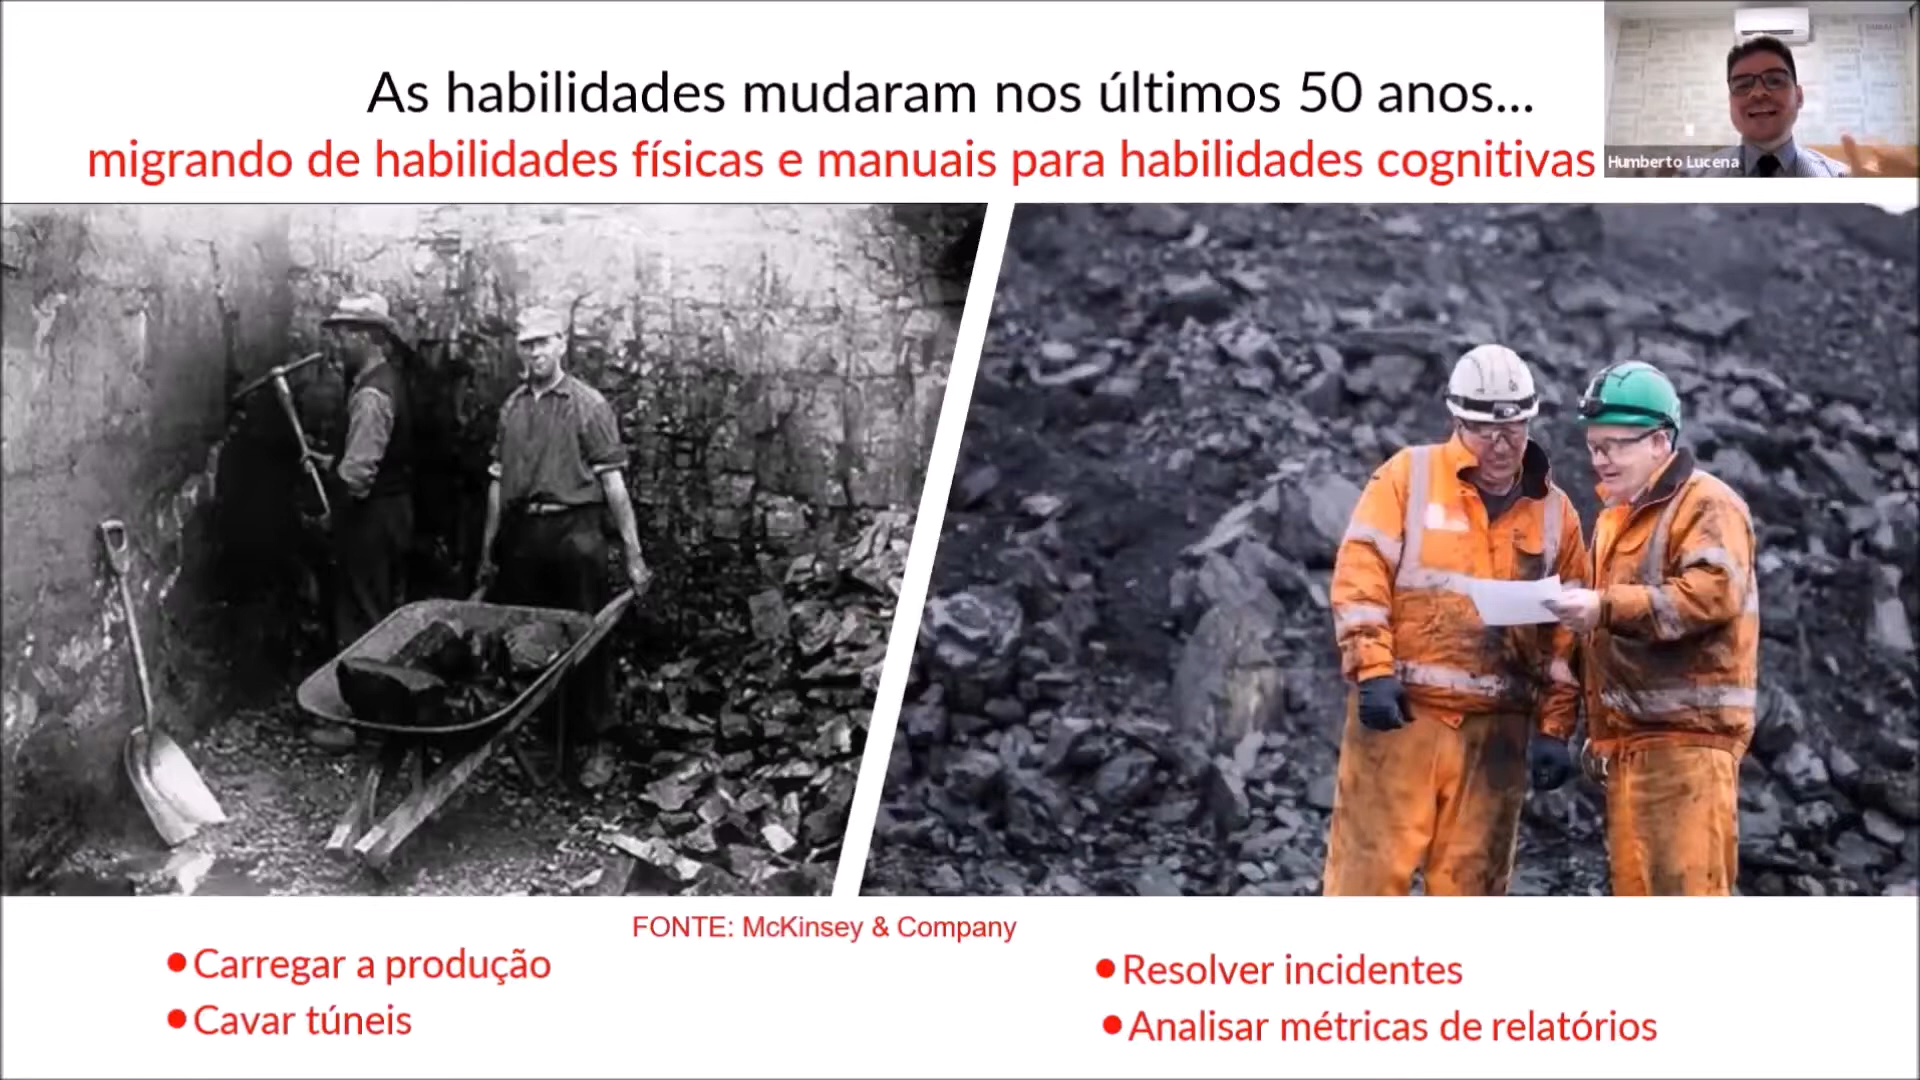 As habilidades mudaram nos últimos 50 anos...
migrando de habilidades físicas e manuais para habilidades cognitivas
Humberto Lucena
FONTE: McKinsey & Company
●Carregar a produção
●Cavar túneis
●Resolver incidentes
●Analisar métricas de relatórios